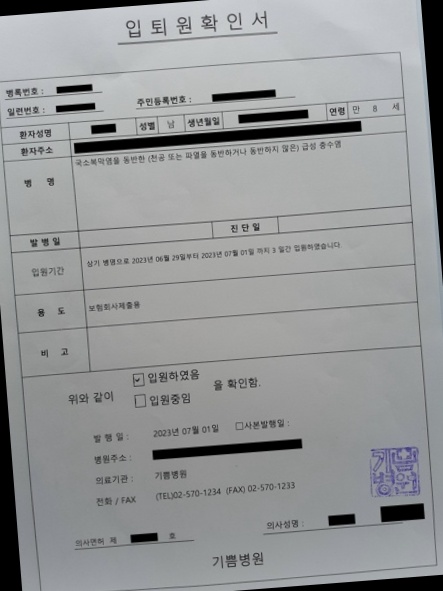 입퇴원확인서
병록번호 :
일련번호 : 주민등록번호 :
환자성명 성별 남 생년월일 연령 만 8 세
환자주소
병 명 국소복막염을 동반한 (천공 또는 파열을 동반하거나 동반하지 않은) 급성 충수염
발 병 일 진 단 일
입원기간 상기 병명으로 2023년 06월 29일부터 2023년 07월 01일 까지 3 일간 입원하였습니다.
용 도 보험회사제출용
비 고
위와 같이 ☑ 입원하였음 을 확인함.
☐ 입원중임
발 행 일 : 2023년 07월 01일 ☐사본발행일 :
병원주소 :
의료기관 : 기쁨병원
전화 / FAX (TEL)02-570-1234 (FAX) 02-570-1233
기쁨병원
의사면허 제 호 의사성명 :
기쁨병원